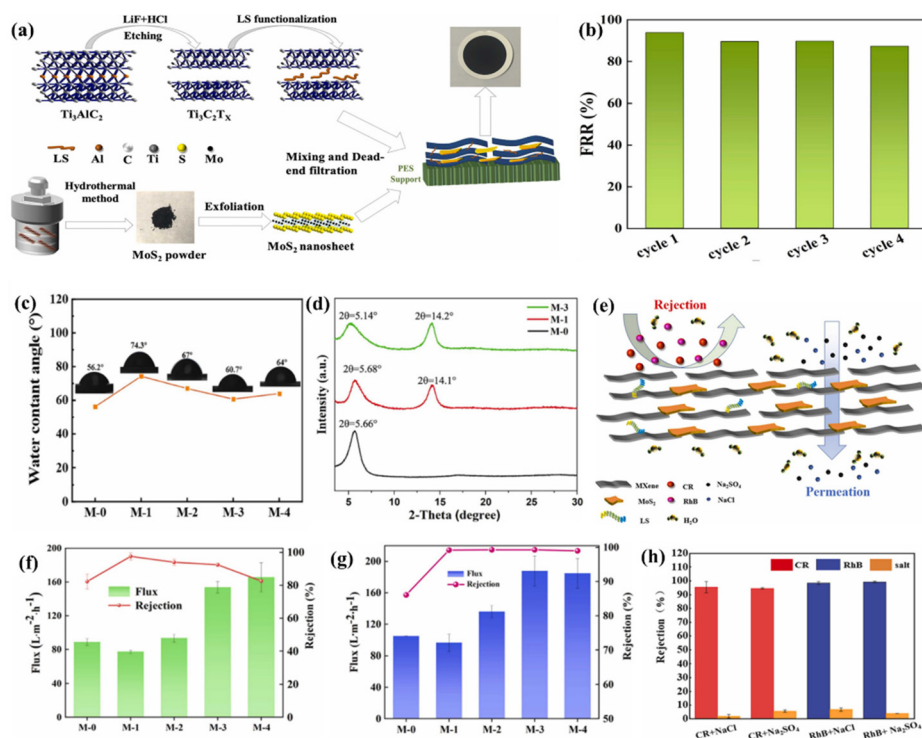 (a)
LiF+HCl
Etching
LS functionalization
Ti₃AlC₂
Ti₃C₂Tₓ
LS Al C Ti S Mo
Mixing and Dead-
end filtration
PES
Support
Hydrothermal
method
Exfoliation
MoS₂ powder
MoS₂ nanosheet
(b)
FRR (%)
100
80
60
40
20
0
cycle 1 cycle 2 cycle 3 cycle 4
(c)
Water contant angle (°)
120
100
80
60
40
20
0
56.2°
74.3°
67°
60.7°
64°
M-0 M-1 M-2 M-3 M-4
(d)
M-3
M-1
M-0
2θ=5.14° 2θ=14.2°
2θ=5.68° 2θ=14.1°
2θ=5.66°
Intensity (a.u.)
5 10 15 20 25 30
2-Theta (degree)
(e)
Rejection
Permeation
MXene CR Na₂SO₄
MoS₂ RhB NaCl
LS H₂O
(f)
Flux
Rejection
Flux (L·m⁻²·h⁻¹)
200
160
120
80
40
0
Rejection (%)
100
80
60
40
20
0
M-0 M-1 M-2 M-3 M-4
(g)
Flux
Rejection
Flux (L·m⁻²·h⁻¹)
200
160
120
80
40
0
Rejection (%)
100
90
80
70
60
50
M-0 M-1 M-2 M-3 M-4
(h)
CR RhB salt
Rejection (%)
120
110
100
90
80
70
60
50
40
30
20
10
0
CR+NaCl CR+Na₂SO₄ RhB+NaCl RhB+ Na₂SO₄